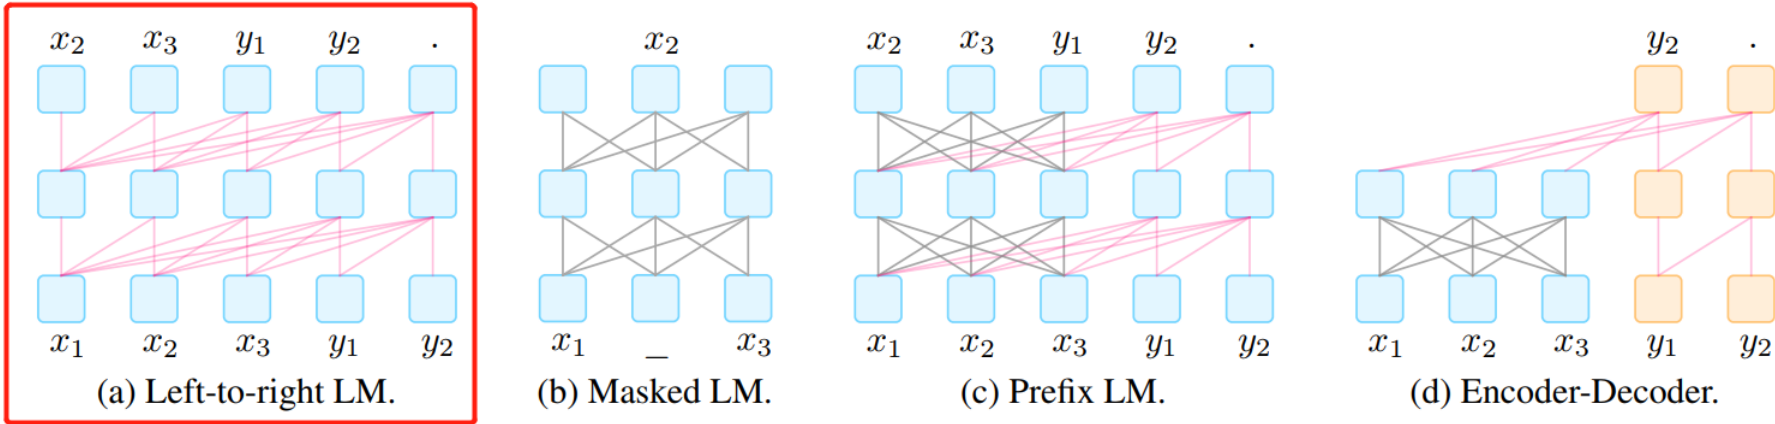 x₂ x₃ y₁ y₂ .
x₁ x₂ x₃ y₁ y₂
(a) Left-to-right LM.
x₂
x₁ _ x₃
(b) Masked LM.
x₂ x₃ y₁ y₂ .
x₁ x₂ x₃ y₁ y₂
(c) Prefix LM.
y₂ .
x₁ x₂ x₃ y₁ y₂
(d) Encoder-Decoder.